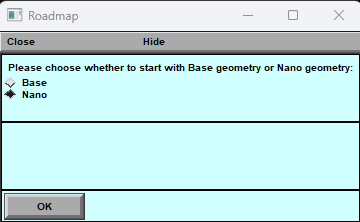 Roadmap
Close Hide
Please choose whether to start with Base geometry or Nano geometry:
Base
Nano
OK